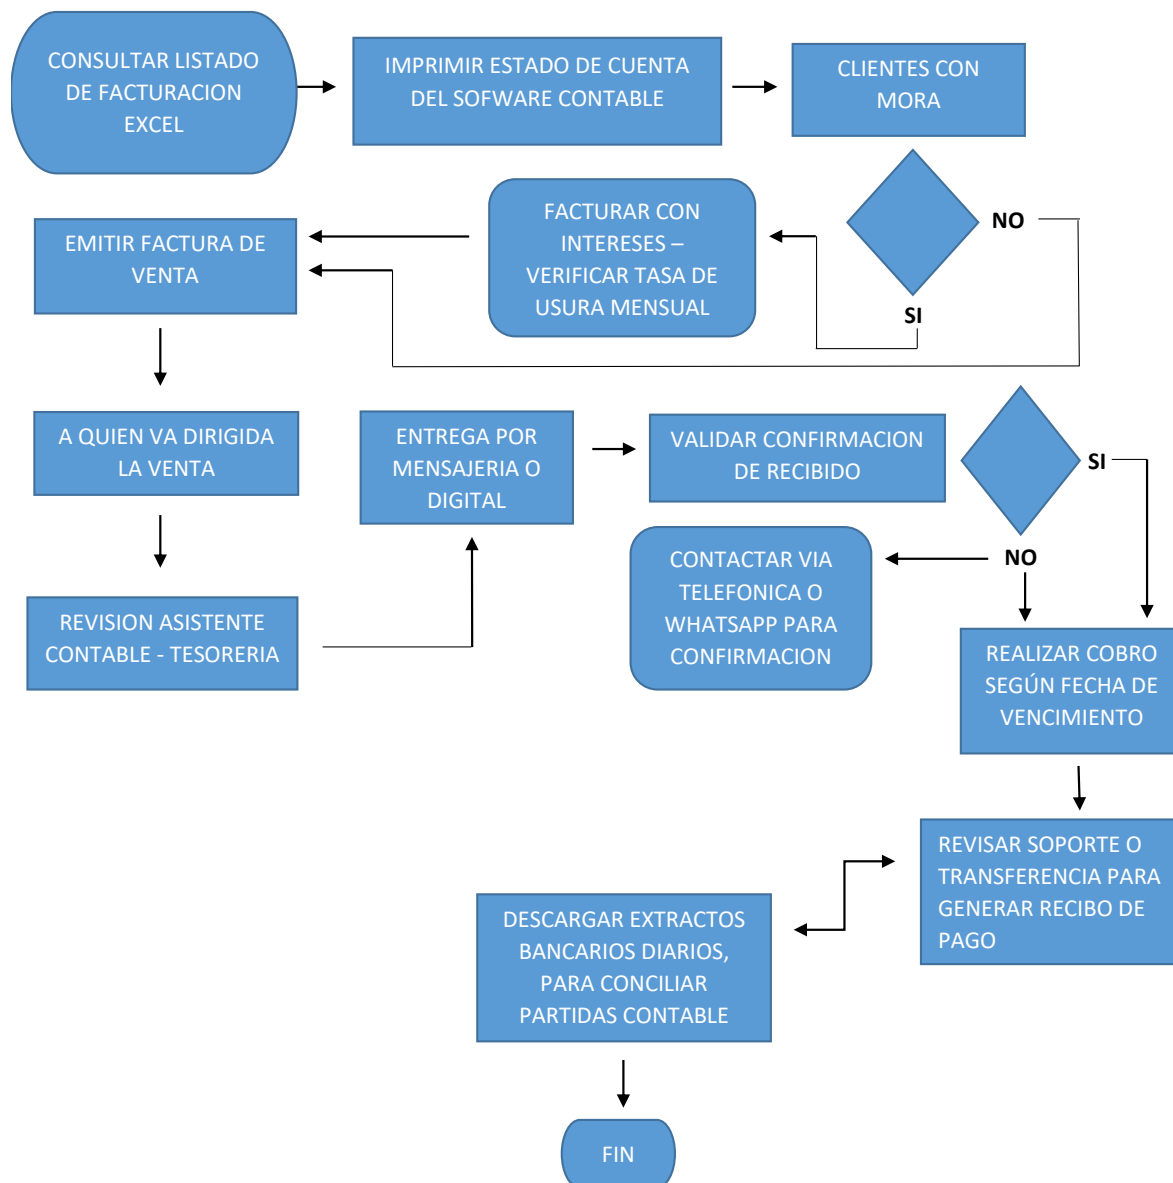 CONSULTAR LISTADO
DE FACTURACION
EXCEL
IMPRIMIR ESTADO DE CUENTA
DEL SOFWARE CONTABLE
CLIENTES CON
MORA
NO
SI
FACTURAR CON
INTERESES –
VERIFICAR TASA DE
USURA MENSUAL
EMITIR FACTURA DE
VENTA
A QUIEN VA DIRIGIDA
LA VENTA
REVISION ASISTENTE
CONTABLE - TESORERIA
ENTREGA POR
MENSAJERIA O
DIGITAL
VALIDAR CONFIRMACION
DE RECIBIDO
SI
NO
CONTACTAR VIA
TELEFONICA O
WHATSAPP PARA
CONFIRMACION
REALIZAR COBRO
SEGÚN FECHA DE
VENCIMIENTO
REVISAR SOPORTE O
TRANSFERENCIA PARA
GENERAR RECIBO DE
PAGO
DESCARGAR EXTRACTOS
BANCARIOS DIARIOS,
PARA CONCILIAR
PARTIDAS CONTABLE
FIN